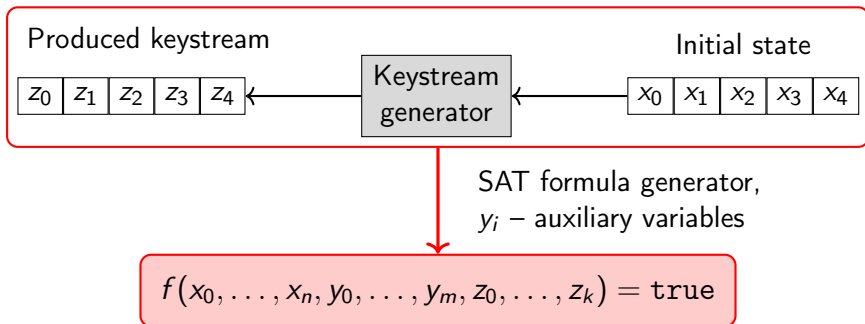 Produced keystream
Initial state
z₀ z₁ z₂ z₃ z₄
Keystream
generator
x₀ x₁ x₂ x₃ x₄
SAT formula generator,
yᵢ – auxiliary variables
f(x₀, . . . , xₙ, y₀, . . . , yₘ, z₀, . . . , zₖ) = true